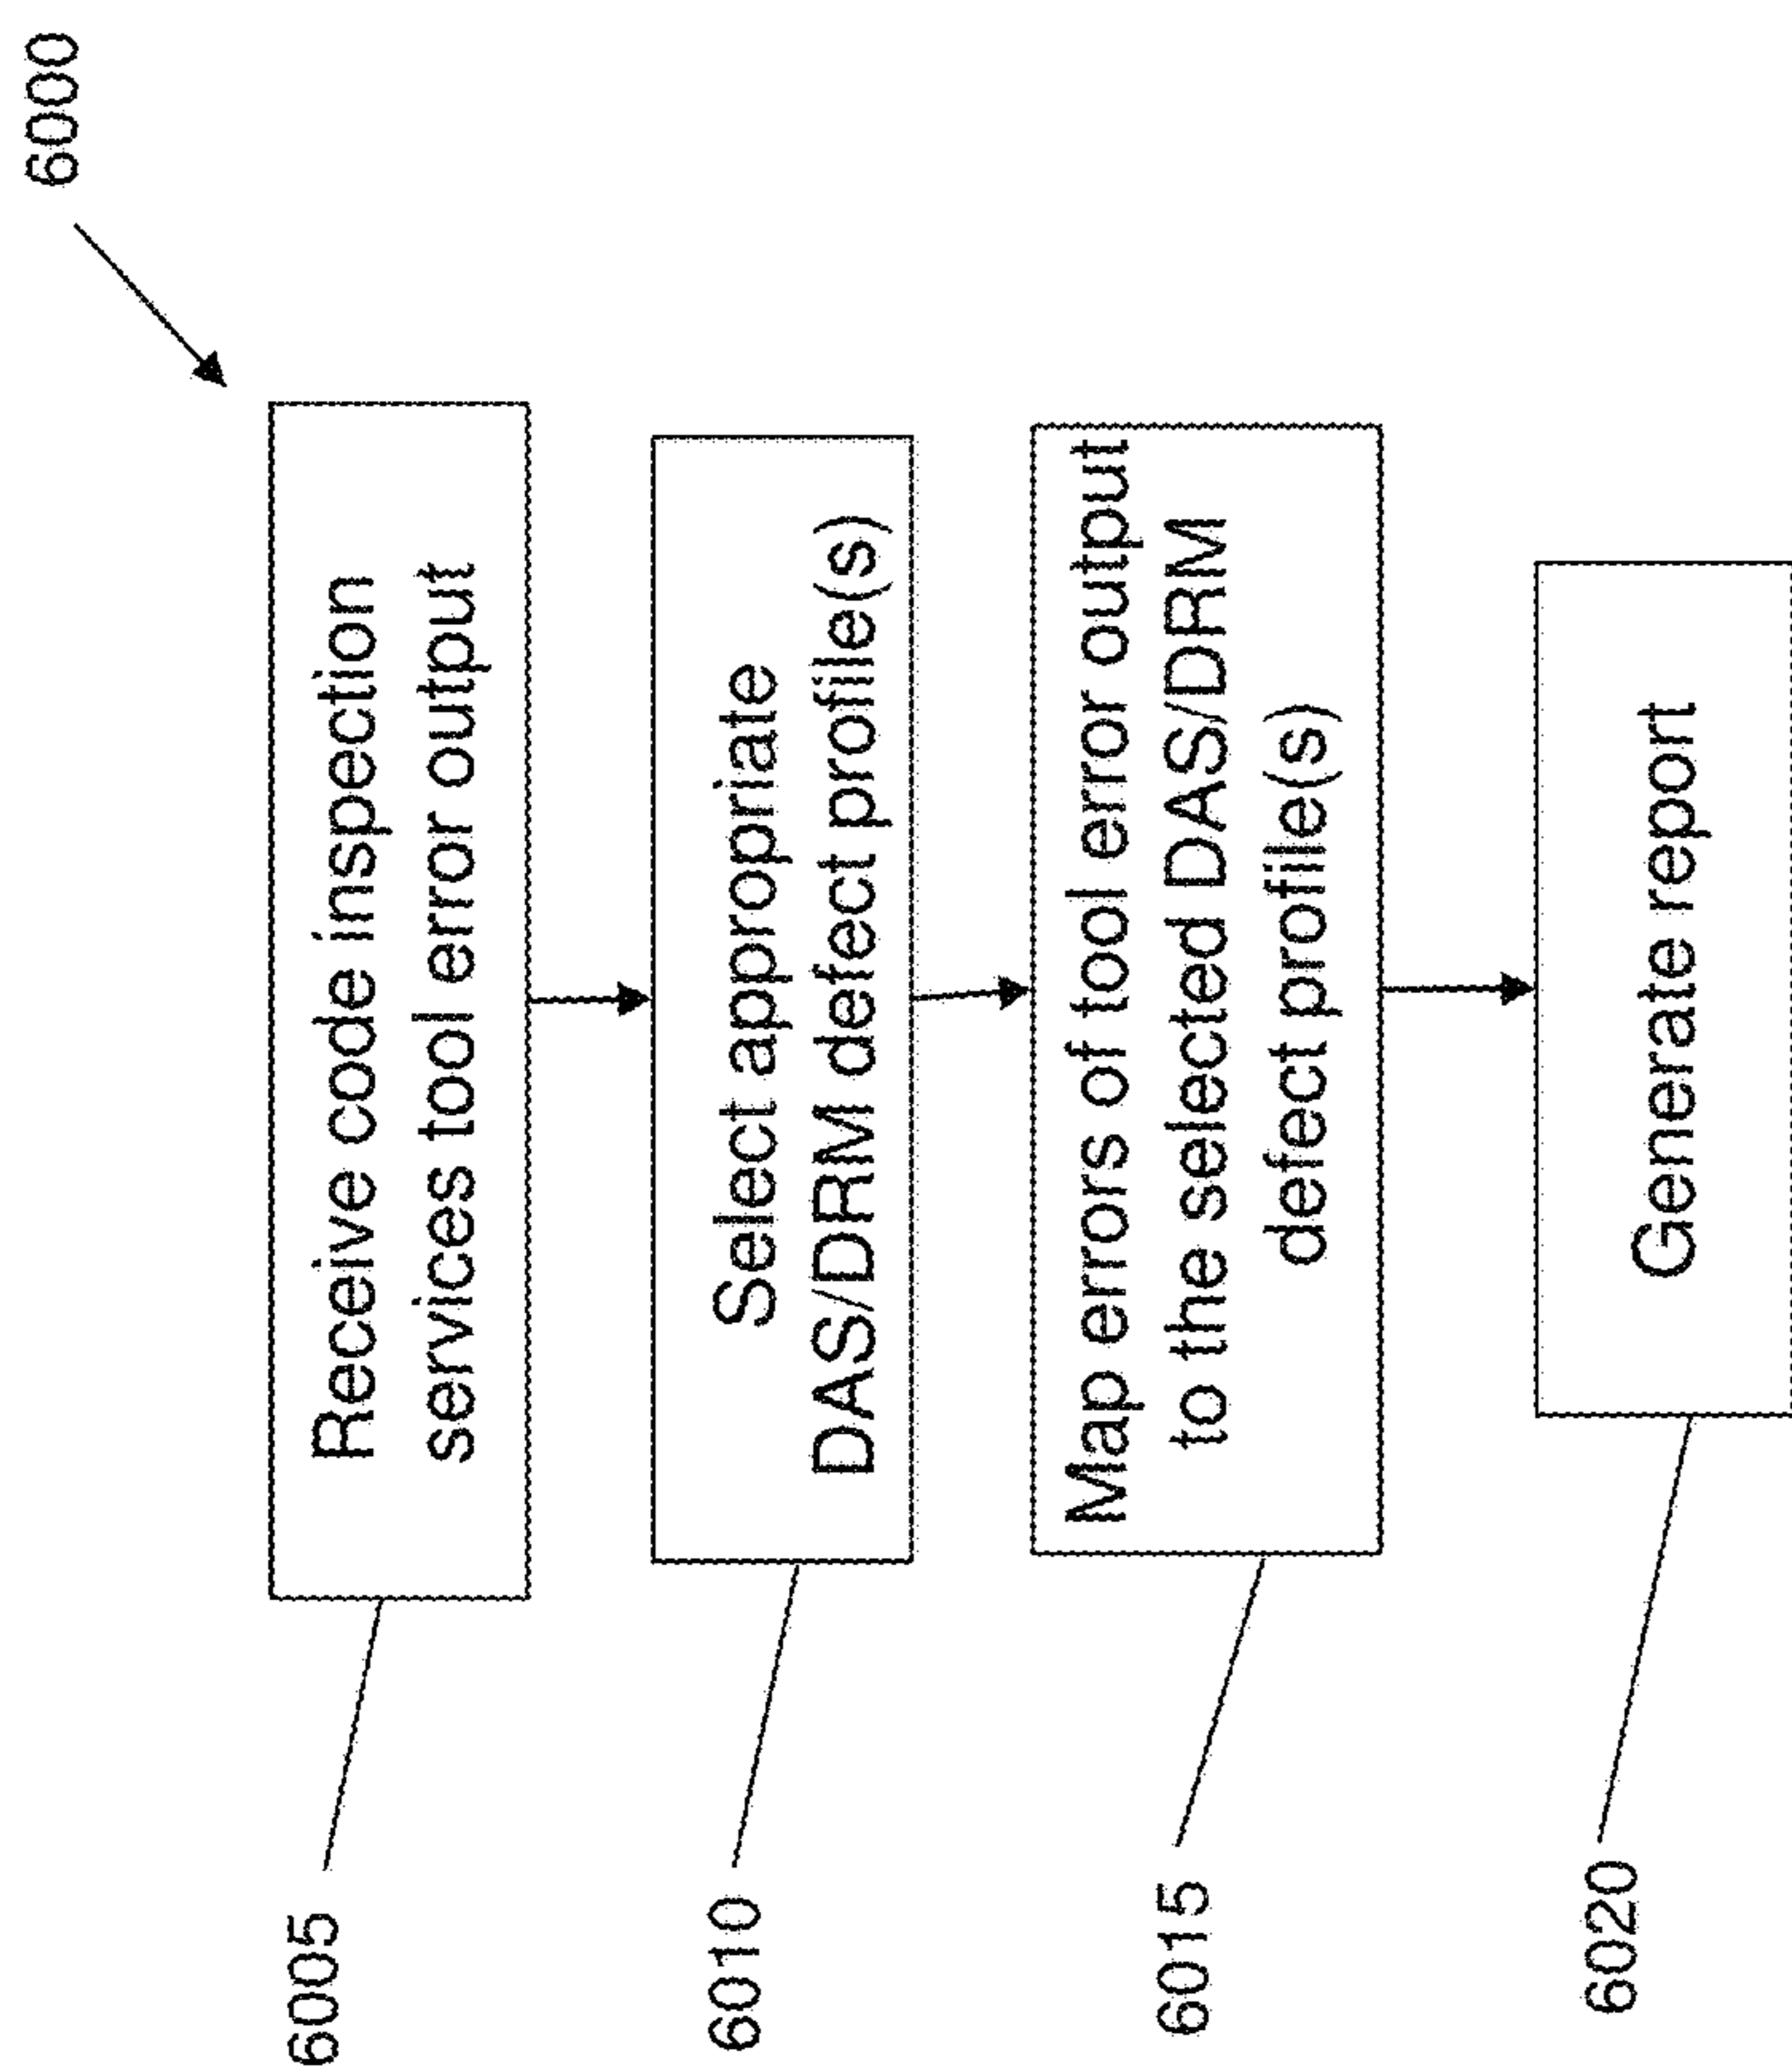 6000
6005
Receive code inspection
services tool error output
6010
Select appropriate
DAS/DRM defect profile(s)
6015
Map errors of tool error output
to the selected DAS/DRM
defect profile(s)
6020
Generate report